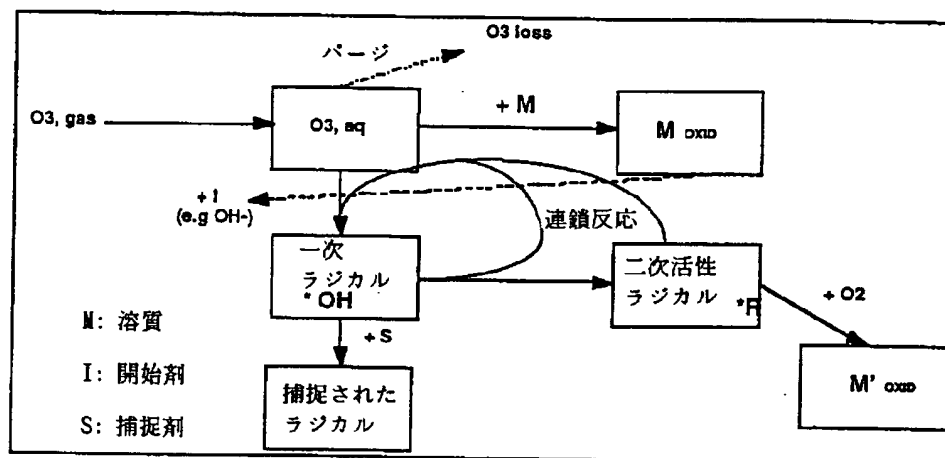 O3 loss
パージ
O3, gas
O3, aq
+ M
M OXID
+ I
(e.g OH-)
連鎖反応
一次
ラジカル
*OH
二次活性
ラジカル
*R
+ O2
+ S
M: 溶質
I: 開始剤
S: 捕捉剤
捕捉された
ラジカル
M' OXID